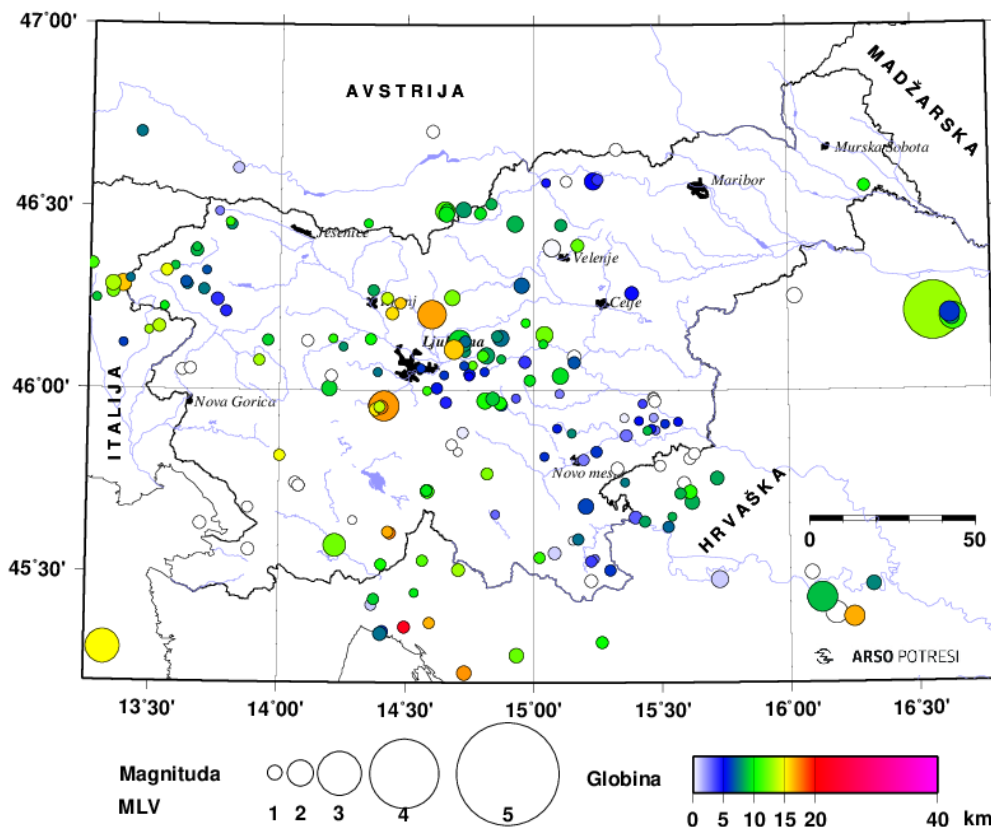 47°00'
46°30'
46°00'
45°30'
AVSTRIJA
MADŽARSKA
Murska Sobota
Maribor
Jesenice
Velenje
Celje
Ljubljana
ITALIJA
Nova Gorica
Novo mesto
HRVAŠKA
0 50
ARSO POTRESI
13°30' 14°00' 14°30' 15°00' 15°30' 16°00' 16°30'
Magnituda
MLV
1 2 3 4 5
Globina
0 5 10 15 20 40 km